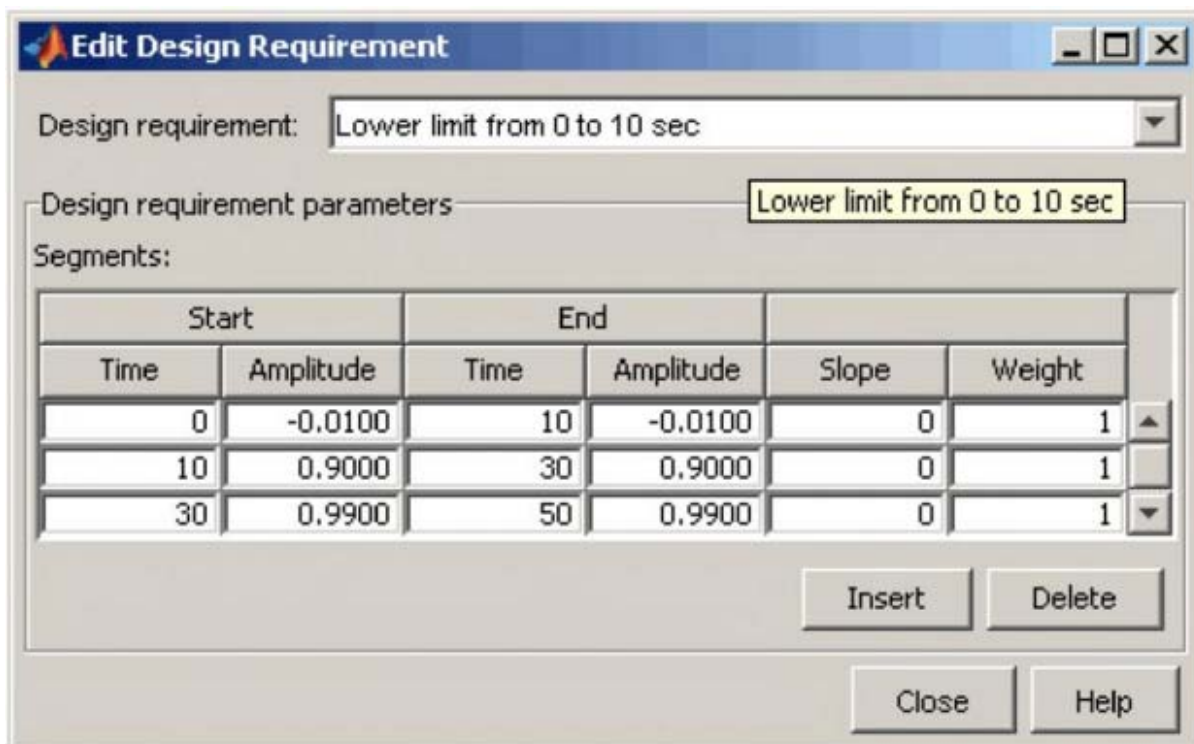 Edit Design Requirement
Design requirement: Lower limit from 0 to 10 sec
Design requirement parameters Lower limit from 0 to 10 sec
Segments:
Start End
Time Amplitude Time Amplitude Slope Weight
0 -0.0100 10 -0.0100 0 1
10 0.9000 30 0.9000 0 1
30 0.9900 50 0.9900 0 1
Insert Delete
Close Help